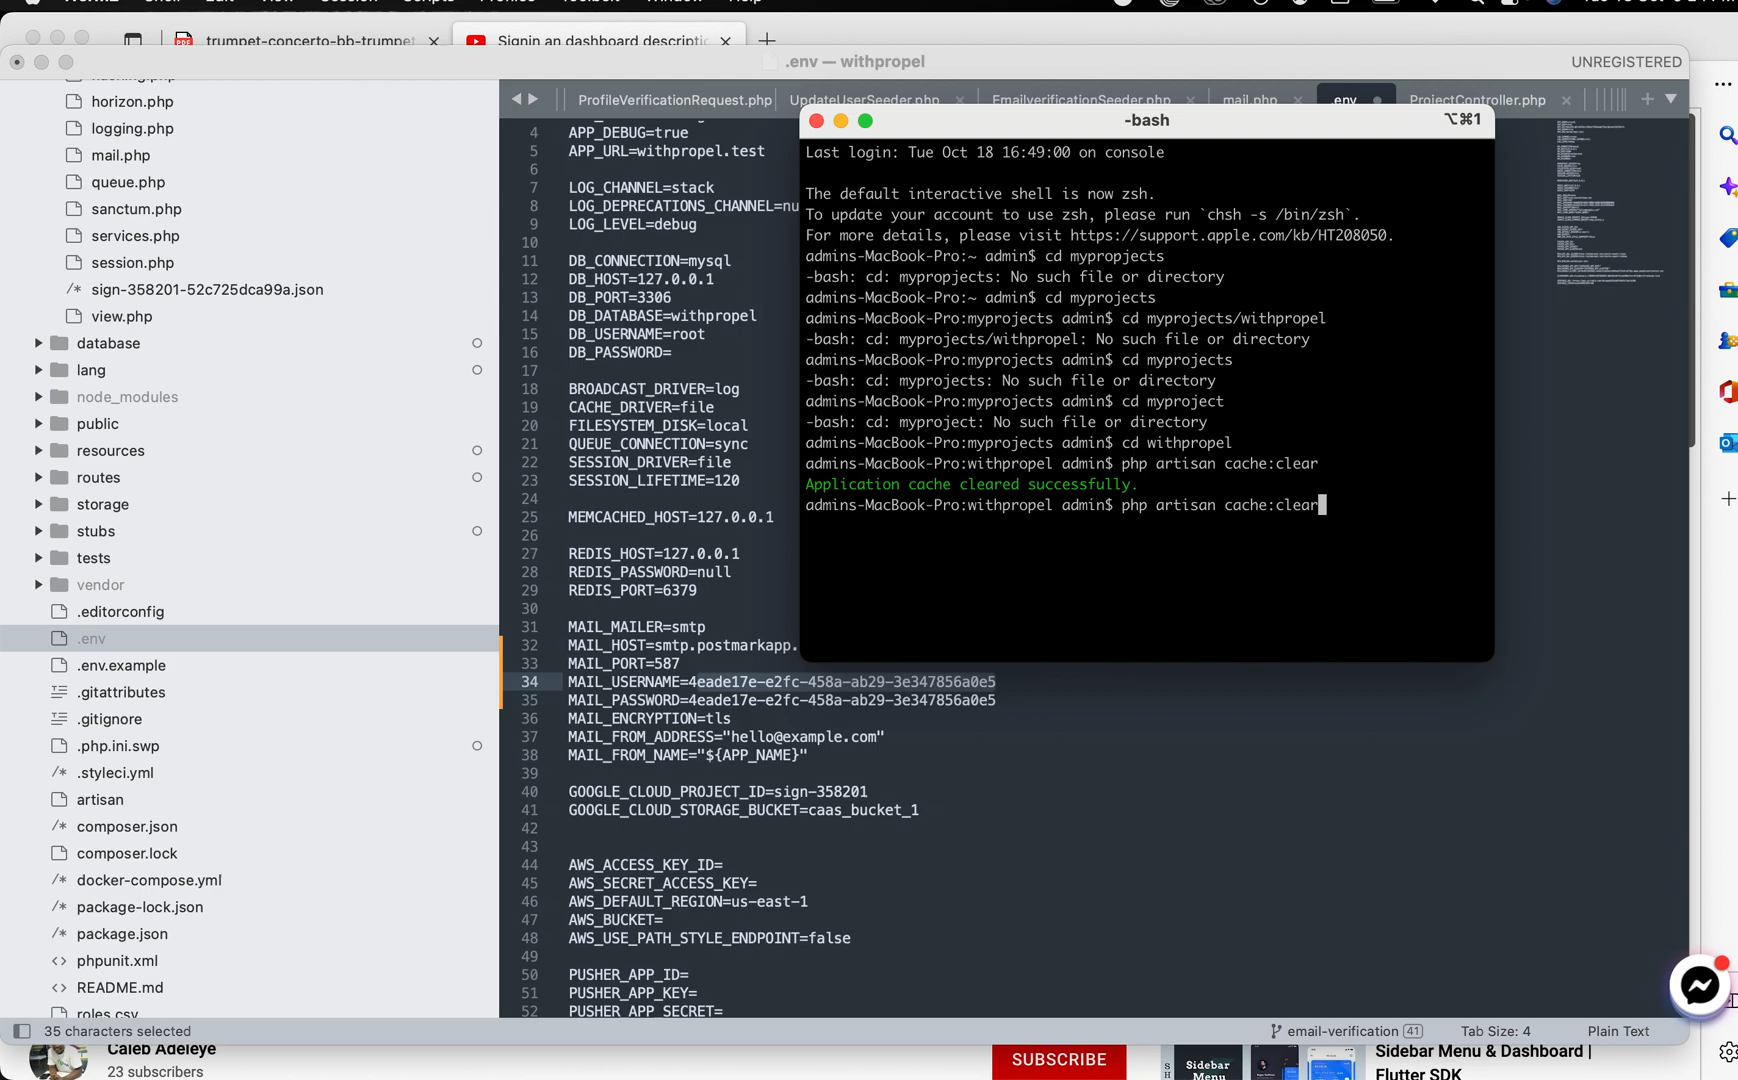 trumpet-concerto-bb-trumpet
Signin an dashboard descripti
.env — withpropel
UNREGISTERED
horizon.php
logging.php
mail.php
queue.php
sanctum.php
services.php
session.php
/* sign-358201-52c725dca99a.json
view.php
database
lang
node_modules
public
resources
routes
storage
stubs
tests
vendor
.editorconfig
.env
.env.example
.gitattributes
.gitignore
.php.ini.swp
/* .styleci.yml
artisan
/* composer.json
composer.lock
/* docker-compose.yml
/* package-lock.json
/* package.json
<> phpunit.xml
<> README.md
roles.csv
ProfileVerificationRequest.php
UpdateUserSeeder.php
EmailverificationSeeder.php
mail.php
.env
ProjectController.php
4 APP_DEBUG=true
5 APP_URL=withpropel.test
6
7 LOG_CHANNEL=stack
8 LOG_DEPRECATIONS_CHANNEL=nu
9 LOG_LEVEL=debug
10
11 DB_CONNECTION=mysql
12 DB_HOST=127.0.0.1
13 DB_PORT=3306
14 DB_DATABASE=withpropel
15 DB_USERNAME=root
16 DB_PASSWORD=
17
18 BROADCAST_DRIVER=log
19 CACHE_DRIVER=file
20 FILESYSTEM_DISK=local
21 QUEUE_CONNECTION=sync
22 SESSION_DRIVER=file
23 SESSION_LIFETIME=120
24
25 MEMCACHED_HOST=127.0.0.1
26
27 REDIS_HOST=127.0.0.1
28 REDIS_PASSWORD=null
29 REDIS_PORT=6379
30
31 MAIL_MAILER=smtp
32 MAIL_HOST=smtp.postmarkapp.
33 MAIL_PORT=587
34 MAIL_USERNAME=4eade17e-e2fc-458a-ab29-3e347856a0e5
35 MAIL_PASSWORD=4eade17e-e2fc-458a-ab29-3e347856a0e5
36 MAIL_ENCRYPTION=tls
37 MAIL_FROM_ADDRESS="hello@example.com"
38 MAIL_FROM_NAME="${APP_NAME}"
39
40 GOOGLE_CLOUD_PROJECT_ID=sign-358201
41 GOOGLE_CLOUD_STORAGE_BUCKET=caas_bucket_1
42
43
44 AWS_ACCESS_KEY_ID=
45 AWS_SECRET_ACCESS_KEY=
46 AWS_DEFAULT_REGION=us-east-1
47 AWS_BUCKET=
48 AWS_USE_PATH_STYLE_ENDPOINT=false
49
50 PUSHER_APP_ID=
51 PUSHER_APP_KEY=
52 PUSHER_APP_SECRET=
-bash
⌥⌘1
Last login: Tue Oct 18 16:49:00 on console
The default interactive shell is now zsh.
To update your account to use zsh, please run `chsh -s /bin/zsh`.
For more details, please visit https://support.apple.com/kb/HT208050.
admins-MacBook-Pro:~ admin$ cd mypropjects
-bash: cd: mypropjects: No such file or directory
admins-MacBook-Pro:~ admin$ cd myprojects
admins-MacBook-Pro:myprojects admin$ cd myprojects/withpropel
-bash: cd: myprojects/withpropel: No such file or directory
admins-MacBook-Pro:myprojects admin$ cd myprojects
-bash: cd: myprojects: No such file or directory
admins-MacBook-Pro:myprojects admin$ cd myproject
-bash: cd: myproject: No such file or directory
admins-MacBook-Pro:myprojects admin$ cd withpropel
admins-MacBook-Pro:withpropel admin$ php artisan cache:clear
Application cache cleared successfully.
admins-MacBook-Pro:withpropel admin$ php artisan cache:clear
35 characters selected
email-verification 41
Tab Size: 4
Plain Text
Caleb Adeleye
23 subscribers
SUBSCRIBE
Sidebar
Menu
Sidebar Menu & Dashboard |
Flutter SDK